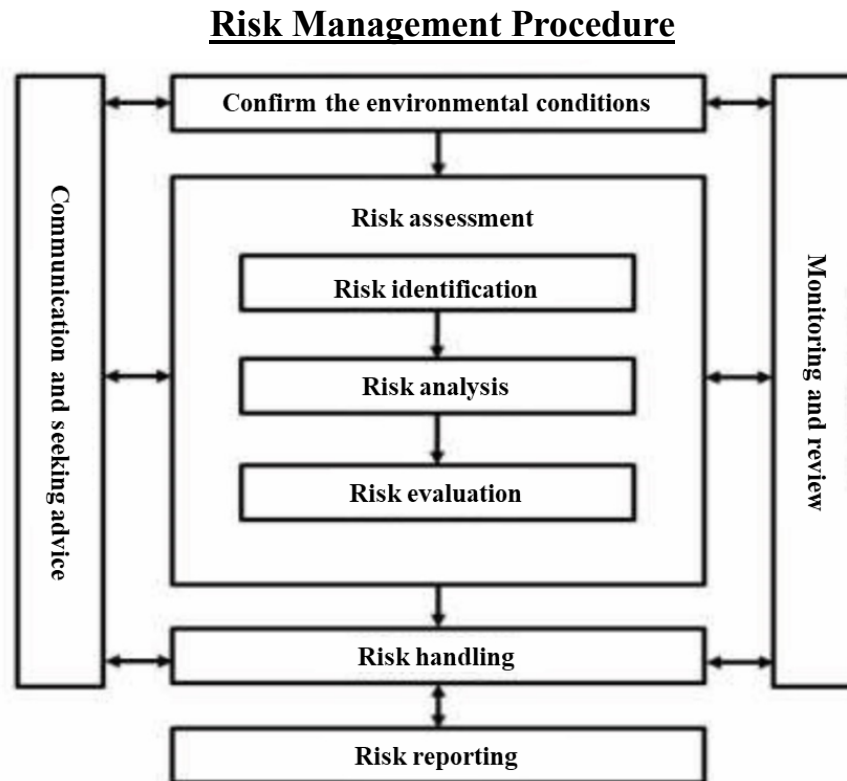 Risk Management Procedure
Confirm the environmental conditions
Communication and seeking advice
Risk assessment
Risk identification
Risk analysis
Risk evaluation
Monitoring and review
Risk handling
Risk reporting